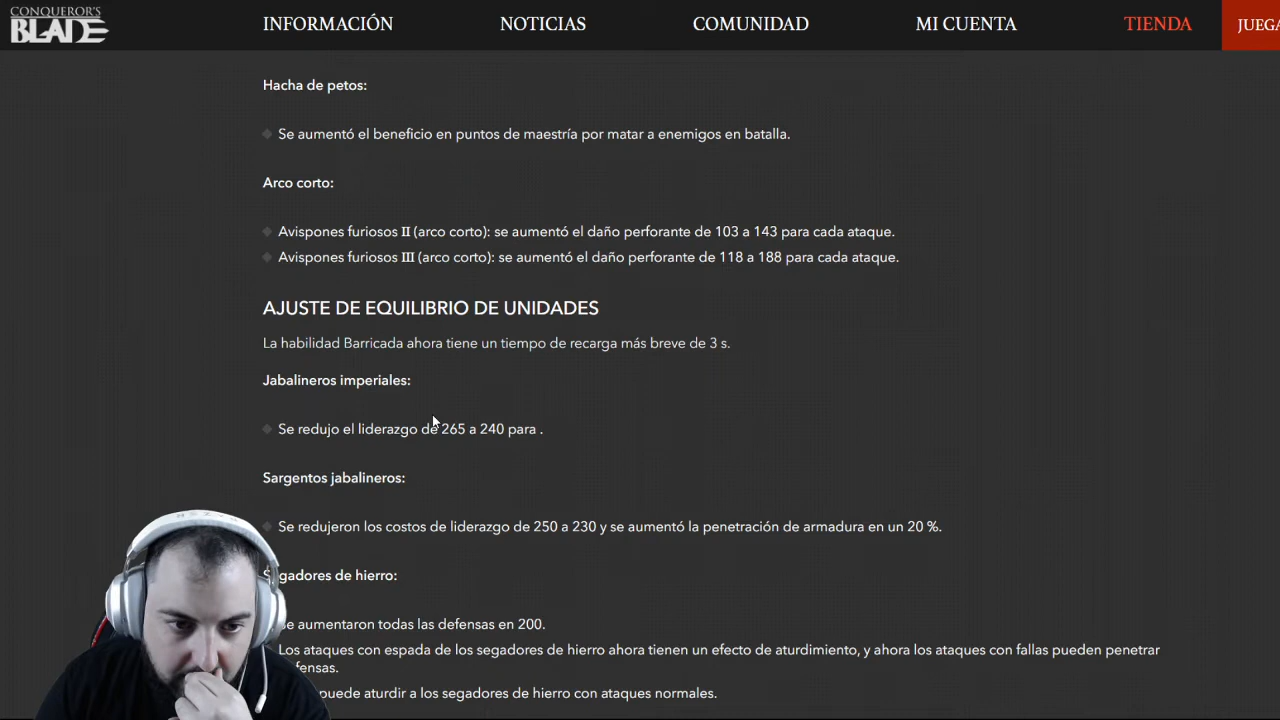 CONQUEROR'S
BLADE
INFORMACIÓN
NOTICIAS
COMUNIDAD
MI CUENTA
TIENDA
JUEGA
Hacha de petos:
Se aumentó el beneficio en puntos de maestría por matar a enemigos en batalla.
Arco corto:
Avispones furiosos II (arco corto): se aumentó el daño perforante de 103 a 143 para cada ataque.
Avispones furiosos III (arco corto): se aumentó el daño perforante de 118 a 188 para cada ataque.
AJUSTE DE EQUILIBRIO DE UNIDADES
La habilidad Barricada ahora tiene un tiempo de recarga más breve de 3 s.
Jabalineros imperiales:
Se redujo el liderazgo de 265 a 240 para .
Sargentos jabalineros:
Se redujeron los costos de liderazgo de 250 a 230 y se aumentó la penetración de armadura en un 20 %.
Segadores de hierro:
Se aumentaron todas las defensas en 200.
Los ataques con espada de los segadores de hierro ahora tienen un efecto de aturdimiento, y ahora los ataques con fallas pueden penetrar
defensas.
puede aturdir a los segadores de hierro con ataques normales.